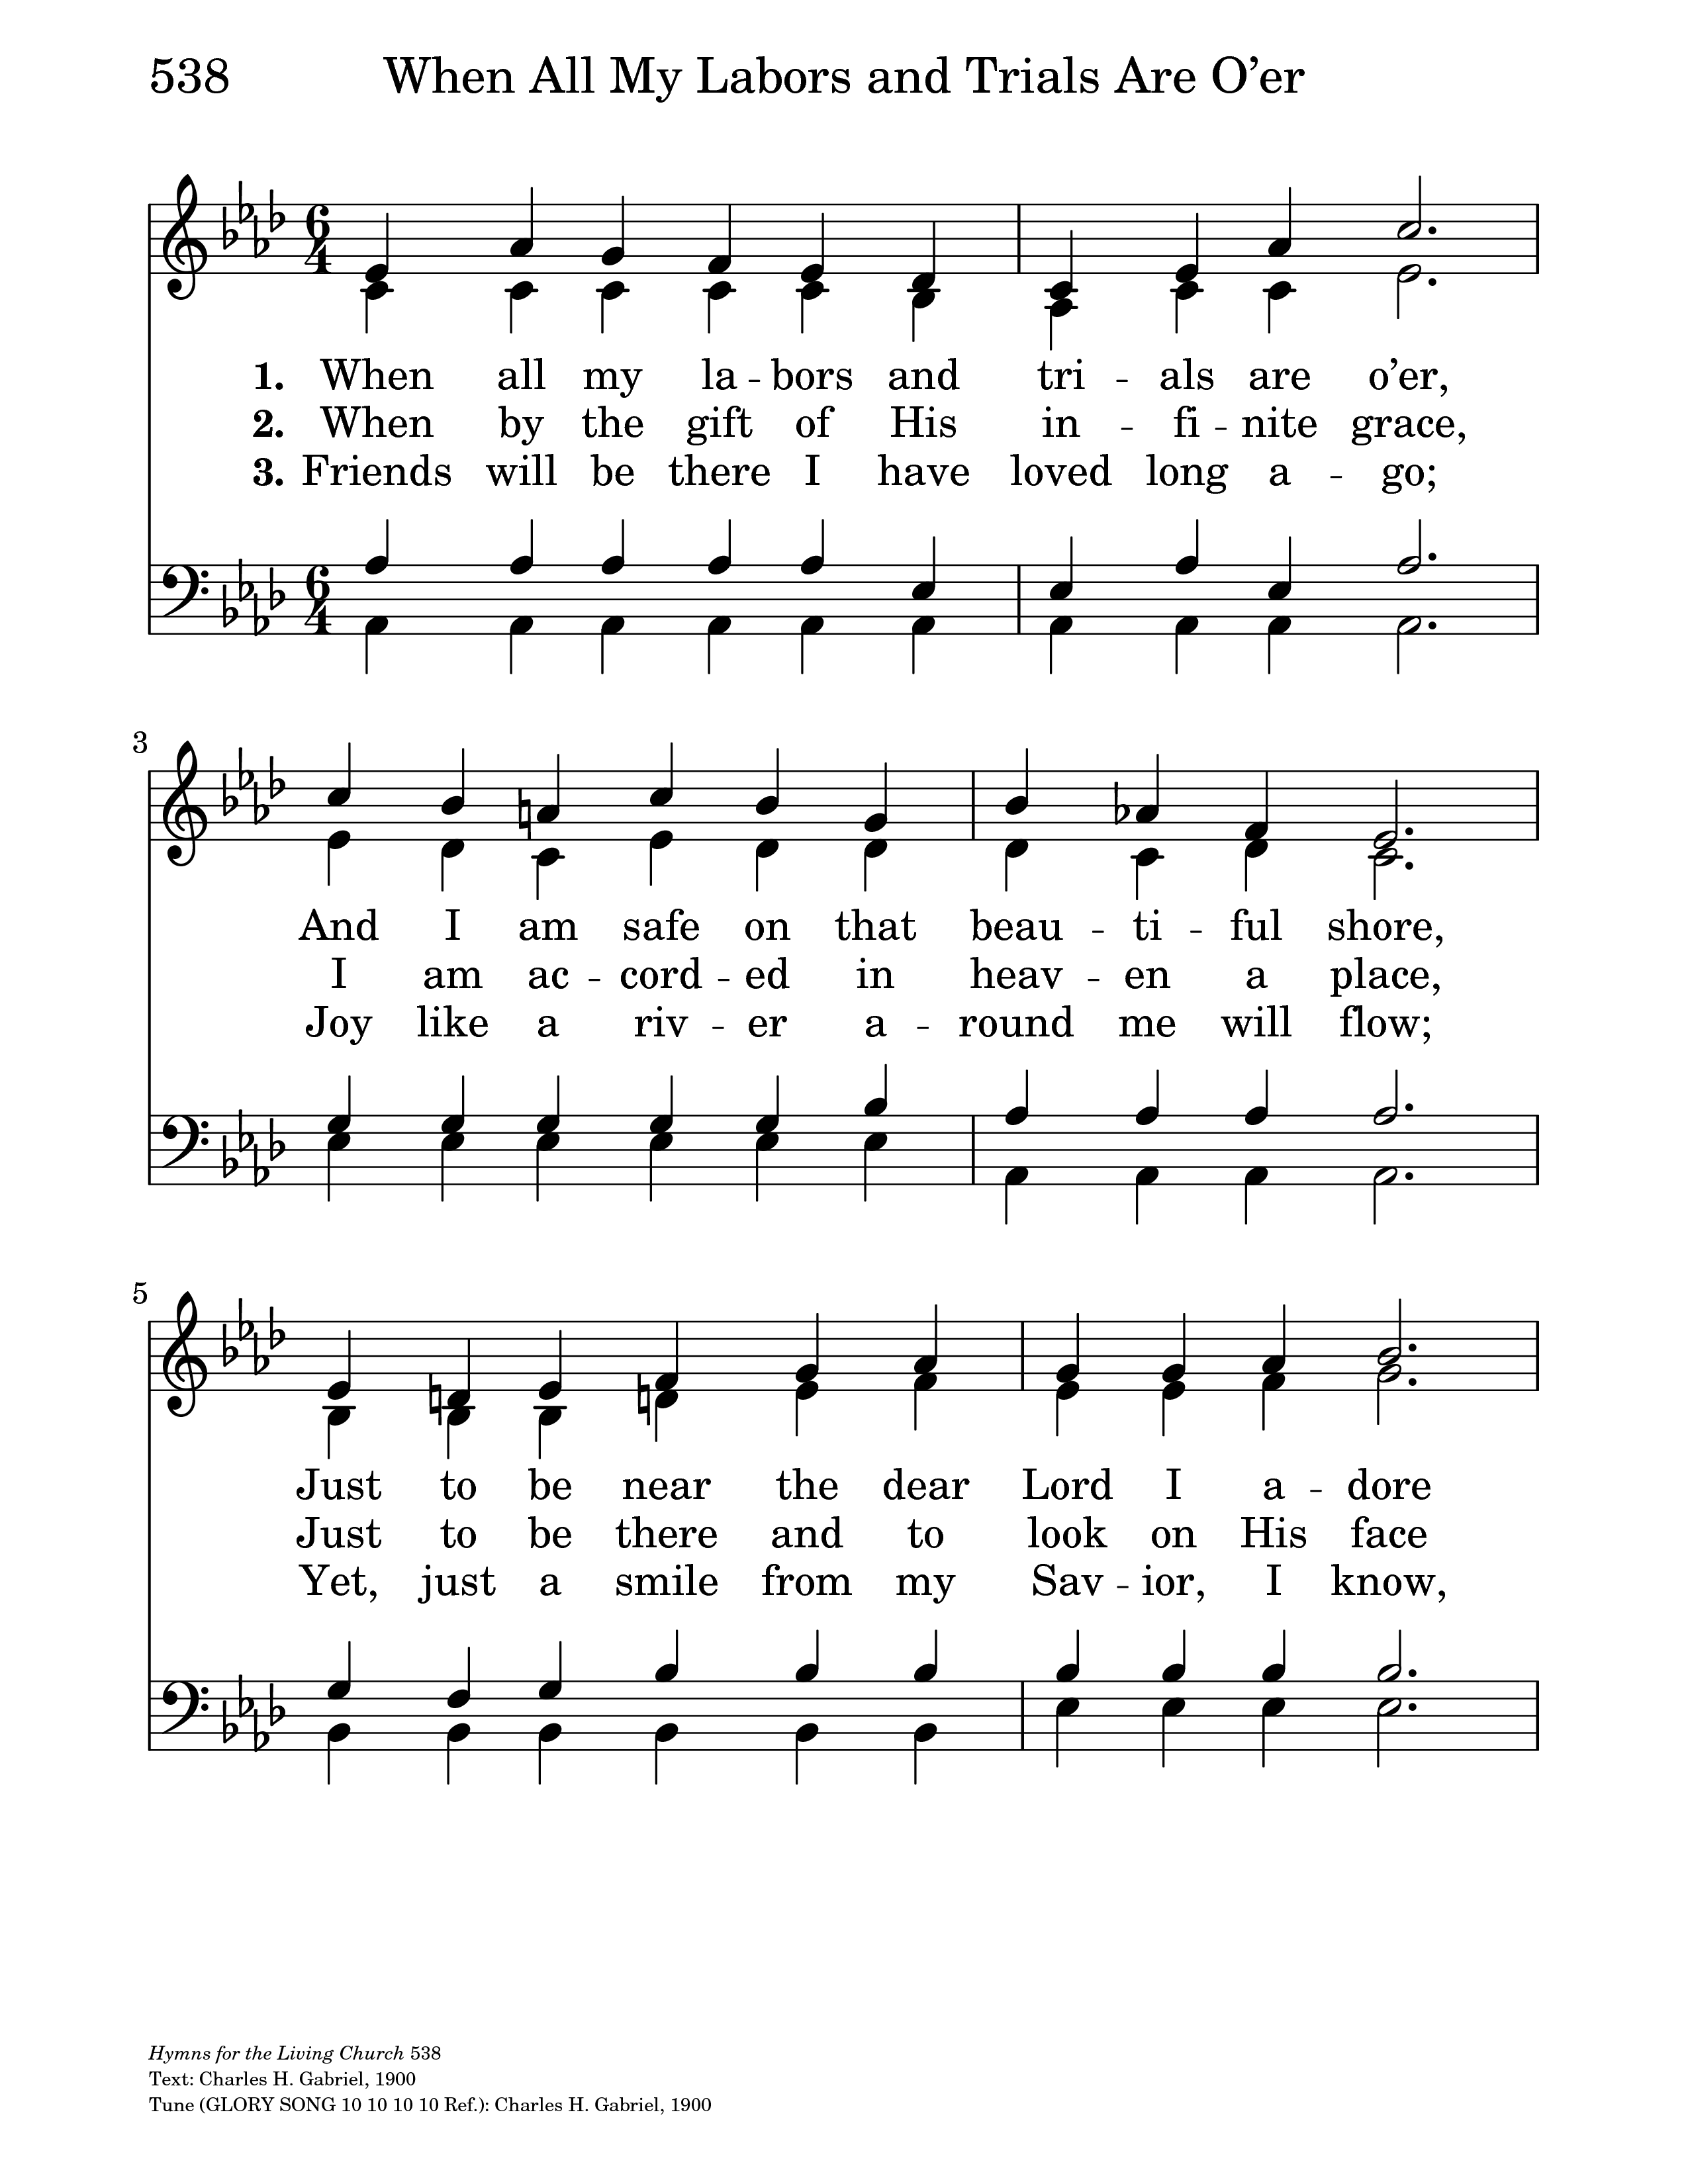 538 When All My Labors and Trials Are O’er
6
4
1. When all my la - bors and tri - als are o’er,
2. When by the gift of His in - fi - nite grace,
3. Friends will be there I have loved long a - go;
6
4
3
And I am safe on that beau - ti - ful shore,
I am ac - cord - ed in heav - en a place,
Joy like a riv - er a - round me will flow;
5
Just to be near the dear Lord I a - dore
Just to be there and to look on His face
Yet, just a smile from my Sav - ior, I know,
Hymns for the Living Church 538
Text: Charles H. Gabriel, 1900
Tune (GLORY SONG 10 10 10 10 Ref.): Charles H. Gabriel, 1900